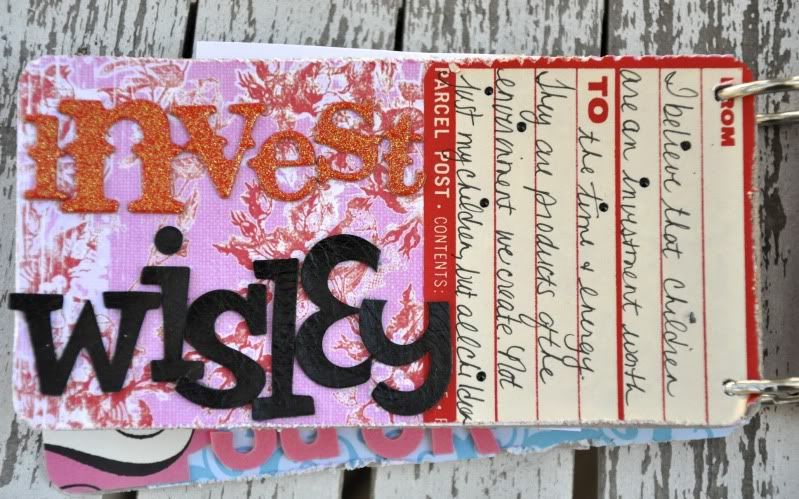 invest
wisley
FROM
I believe that children
are an Investment worth
TO the time & energy.
They are products of the
environment we create Not
just my children, but all children
PARCEL POST · CONTENTS: